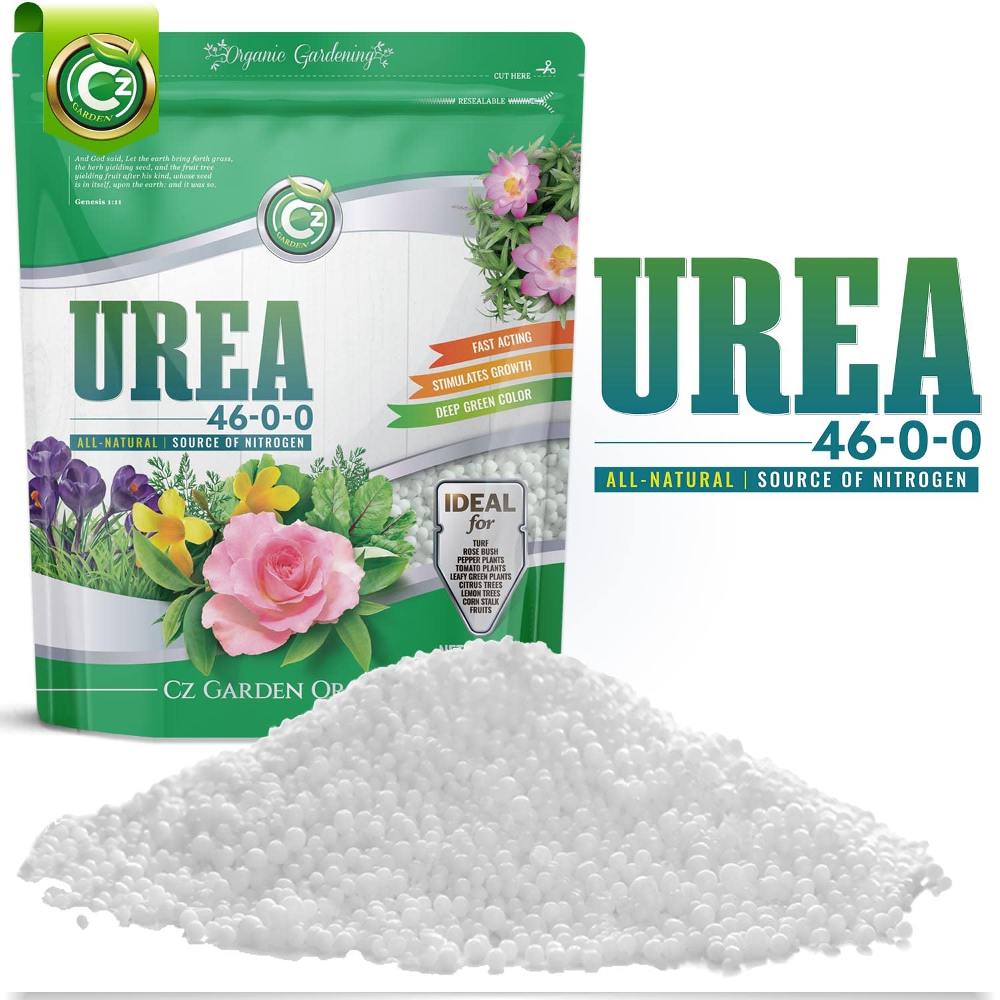 Cz
GARDEN
Organic Gardening
CUT HERE
RESEALABLE
And God said, Let the earth bring forth grass,
the herb yielding seed, and the fruit tree
yielding fruit after his kind, whose seed
is in itself, upon the earth: and it was so.
Genesis 1:11
Cz
GARDEN
UREA
46-0-0
ALL-NATURAL | SOURCE OF NITROGEN
FAST ACTING
STIMULATES GROWTH
DEEP GREEN COLOR
IDEAL
for
TURF
ROSE BUSH
PEPPER PLANTS
TOMATO PLANTS
LEAFY GREEN PLANTS
CITRUS TREES
LEMON TREES
CORN STALK
FRUITS
CZ GARDEN
UREA
46-0-0
ALL-NATURAL | SOURCE OF NITROGEN